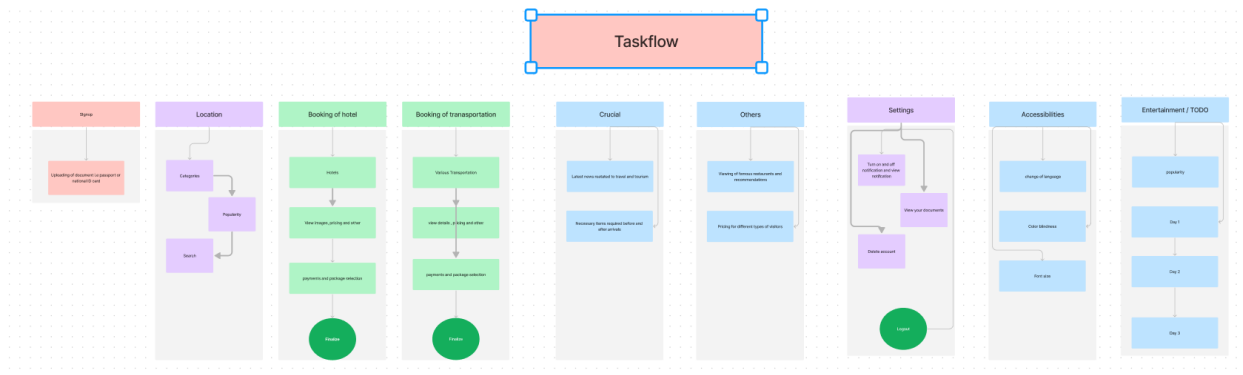 Taskflow
Signup
Uploading of document i.e passport or
national ID card
Location
Categories
Popularity
Search
Booking of hotel
Hotels
View Images, pricing and other
payments and package selection
Finalize
Booking of transportation
Various Transportation
view details , pricing and other
payments and package selection
Finalize
Crucial
Latest news realated to travel and tourism
Necessary items required before and
after arrivals
Others
Viewing of famous restaurants and
recommendations
Pricing for different types of visitors
Settings
Turn on and off
notification and view
notification
View your documents
Delete account
Logout
Accessibilities
change of language
Color blindness
Font size
Entertainment / TODO
popularity
Day 1
Day 2
Day 3